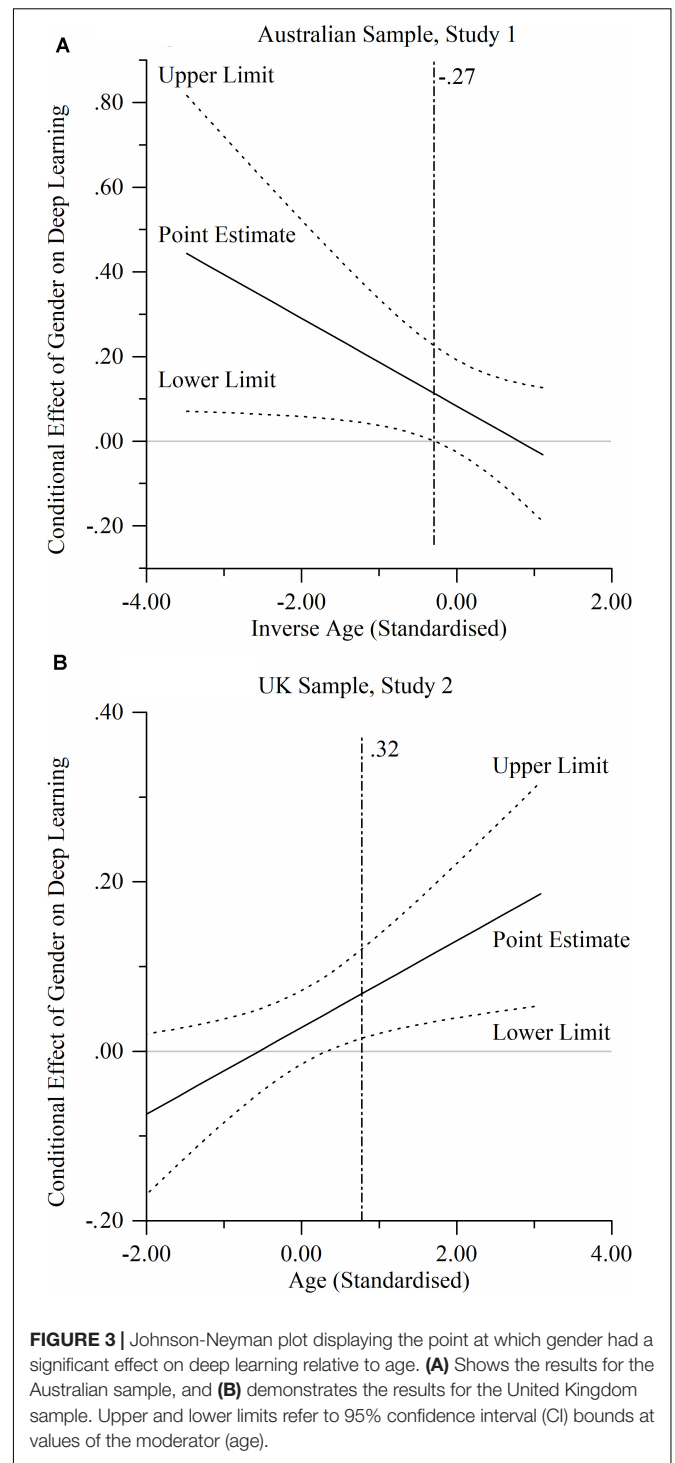 A
Australian Sample, Study 1
Upper Limit
-.27
.80
.60
Point Estimate
.40
Lower Limit
.20
.00
-.20
Conditional Effect of Gender on Deep Learning
-4.00 -2.00 0.00 2.00
Inverse Age (Standardised)
B
UK Sample, Study 2
.40
.32
Upper Limit
.20
Point Estimate
Lower Limit
.00
-.20
Conditional Effect of Gender on Deep Learning
-2.00 0.00 2.00 4.00
Age (Standardised)
FIGURE 3 | Johnson-Neyman plot displaying the point at which gender had a
significant effect on deep learning relative to age. (A) Shows the results for the
Australian sample, and (B) demonstrates the results for the United Kingdom
sample. Upper and lower limits refer to 95% confidence interval (CI) bounds at
values of the moderator (age).